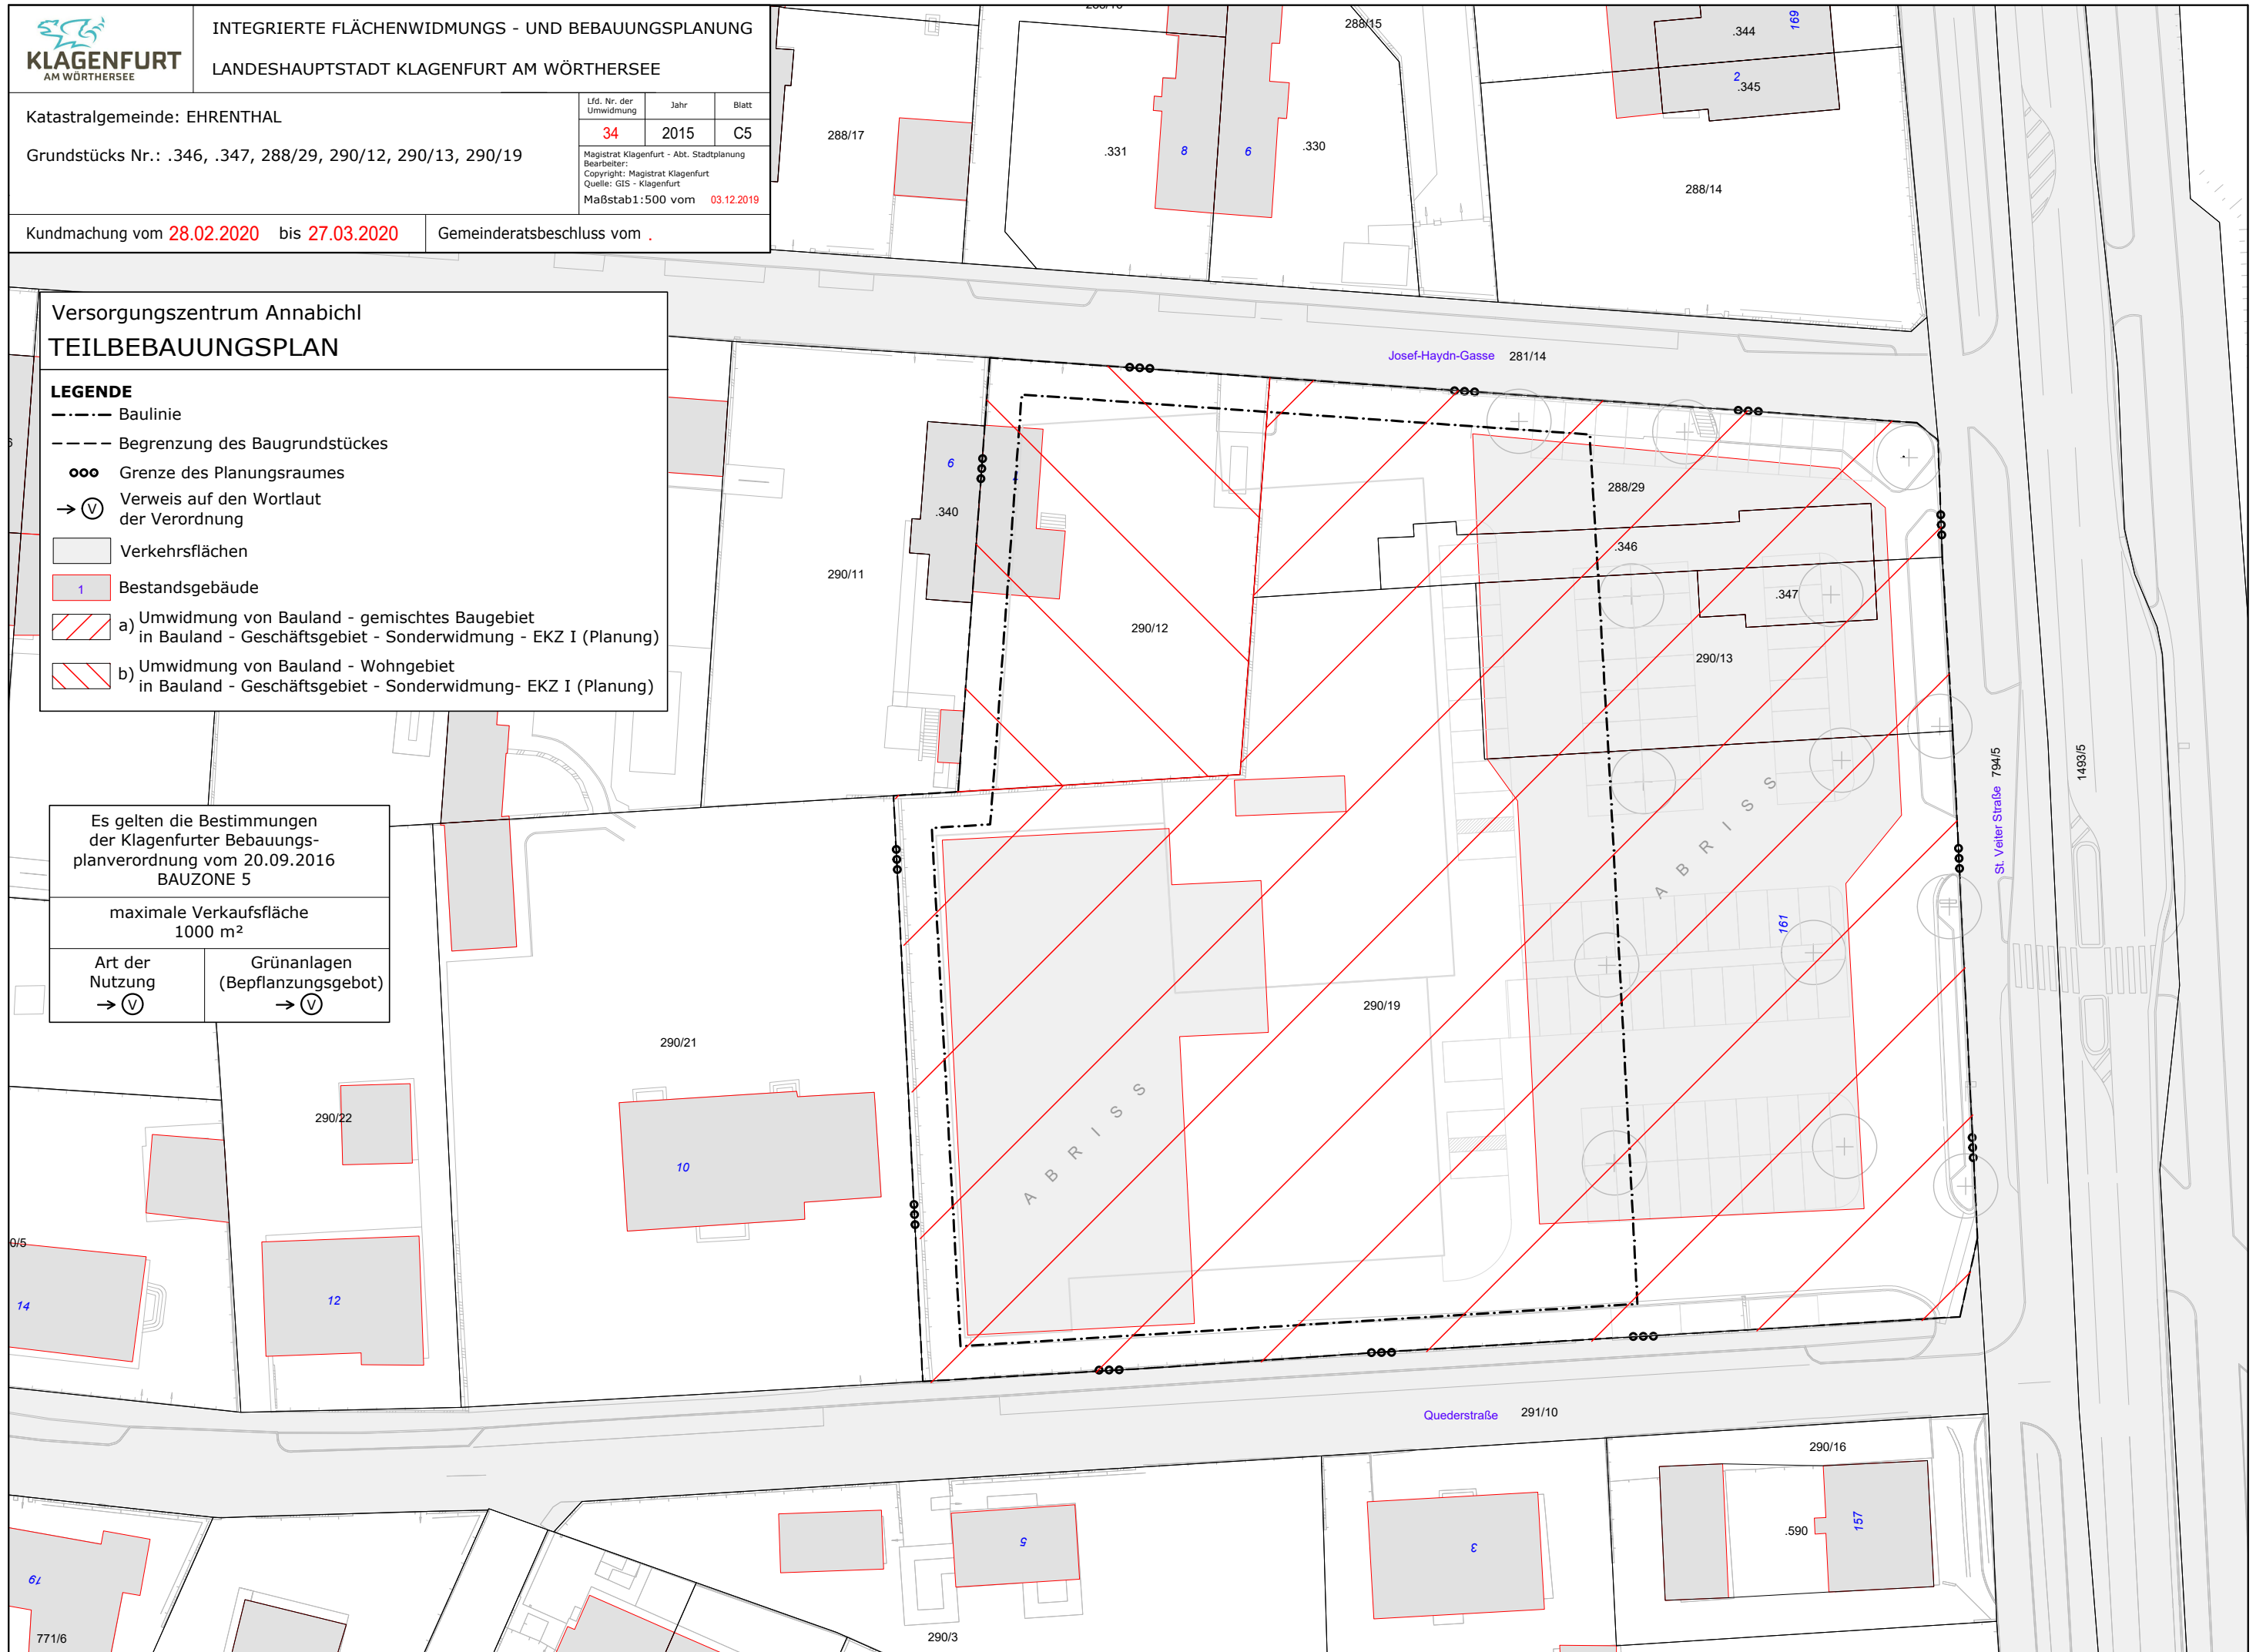 KLAGENFURT
AM WÖRTHERSEE
INTEGRIERTE FLÄCHENWIDMUNGS - UND BEBAUUNGSPLANUNG
LANDESHAUPTSTADT KLAGENFURT AM WÖRTHERSEE
Katastralgemeinde: EHRENTHAL
Grundstücks Nr.: .346, .347, 288/29, 290/12, 290/13, 290/19
Lfd. Nr. der
Umwidmung
Jahr
Blatt
34
2015
C5
Magistrat Klagenfurt - Abt. Stadtplanung
Bearbeiter:
Copyright: Magistrat Klagenfurt
Quelle: GIS - Klagenfurt
Maßstab1:500 vom 03.12.2019
Kundmachung vom 28.02.2020 bis 27.03.2020
Gemeinderatsbeschluss vom .
Versorgungszentrum Annabichl
TEILBEBAUUNGSPLAN
LEGENDE
Baulinie
Begrenzung des Baugrundstückes
Grenze des Planungsraumes
V
Verweis auf den Wortlaut
der Verordnung
Verkehrsflächen
1
Bestandsgebäude
a) Umwidmung von Bauland - gemischtes Baugebiet
in Bauland - Geschäftsgebiet - Sonderwidmung - EKZ I (Planung)
b) Umwidmung von Bauland - Wohngebiet
in Bauland - Geschäftsgebiet - Sonderwidmung- EKZ I (Planung)
Es gelten die Bestimmungen
der Klagenfurter Bebauungs-
planverordnung vom 20.09.2016
BAUZONE 5
maximale Verkaufsfläche
1000 m²
Art der
Nutzung
V
Grünanlagen
(Bepflanzungsgebot)
V
288/15
.344
169
2
.345
288/17
.331
8
6
.330
288/14
Josef-Haydn-Gasse 281/14
6
.340
290/11
290/12
288/29
.346
.347
290/13
St. Veiter Straße 794/5
1493/5
ABRISS
161
290/19
ABRISS
290/21
10
290/22
12
0/5
14
Quederstraße 291/10
290/16
.590
157
3
5
290/3
19
771/6